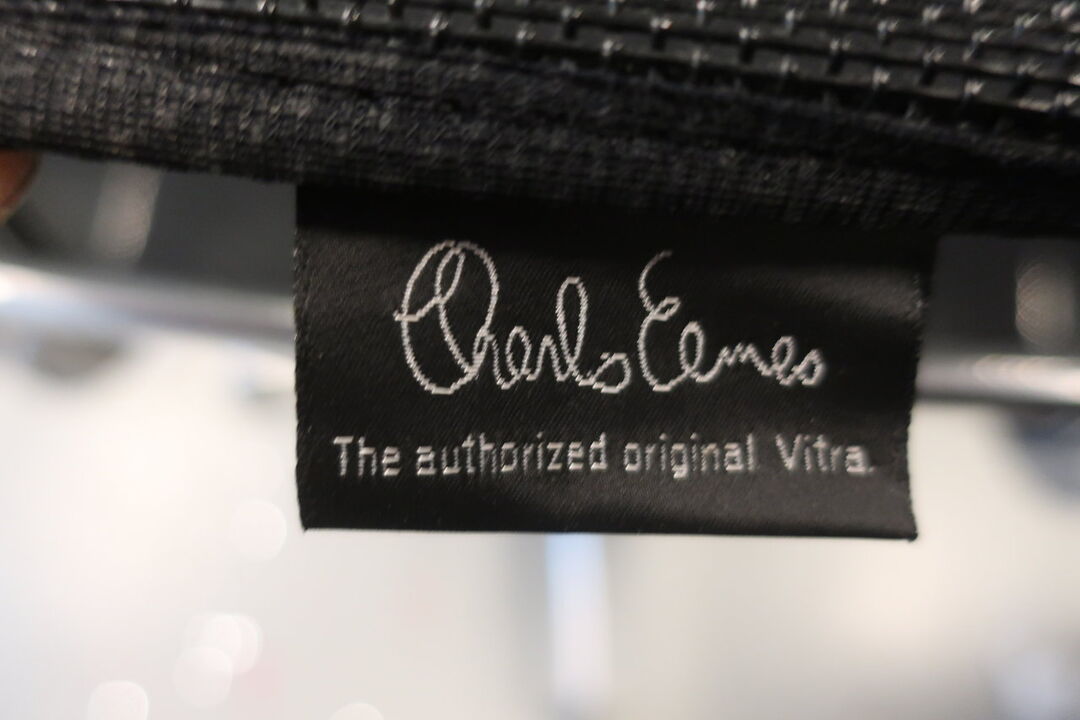 Charles Eames
The authorized original Vitra.